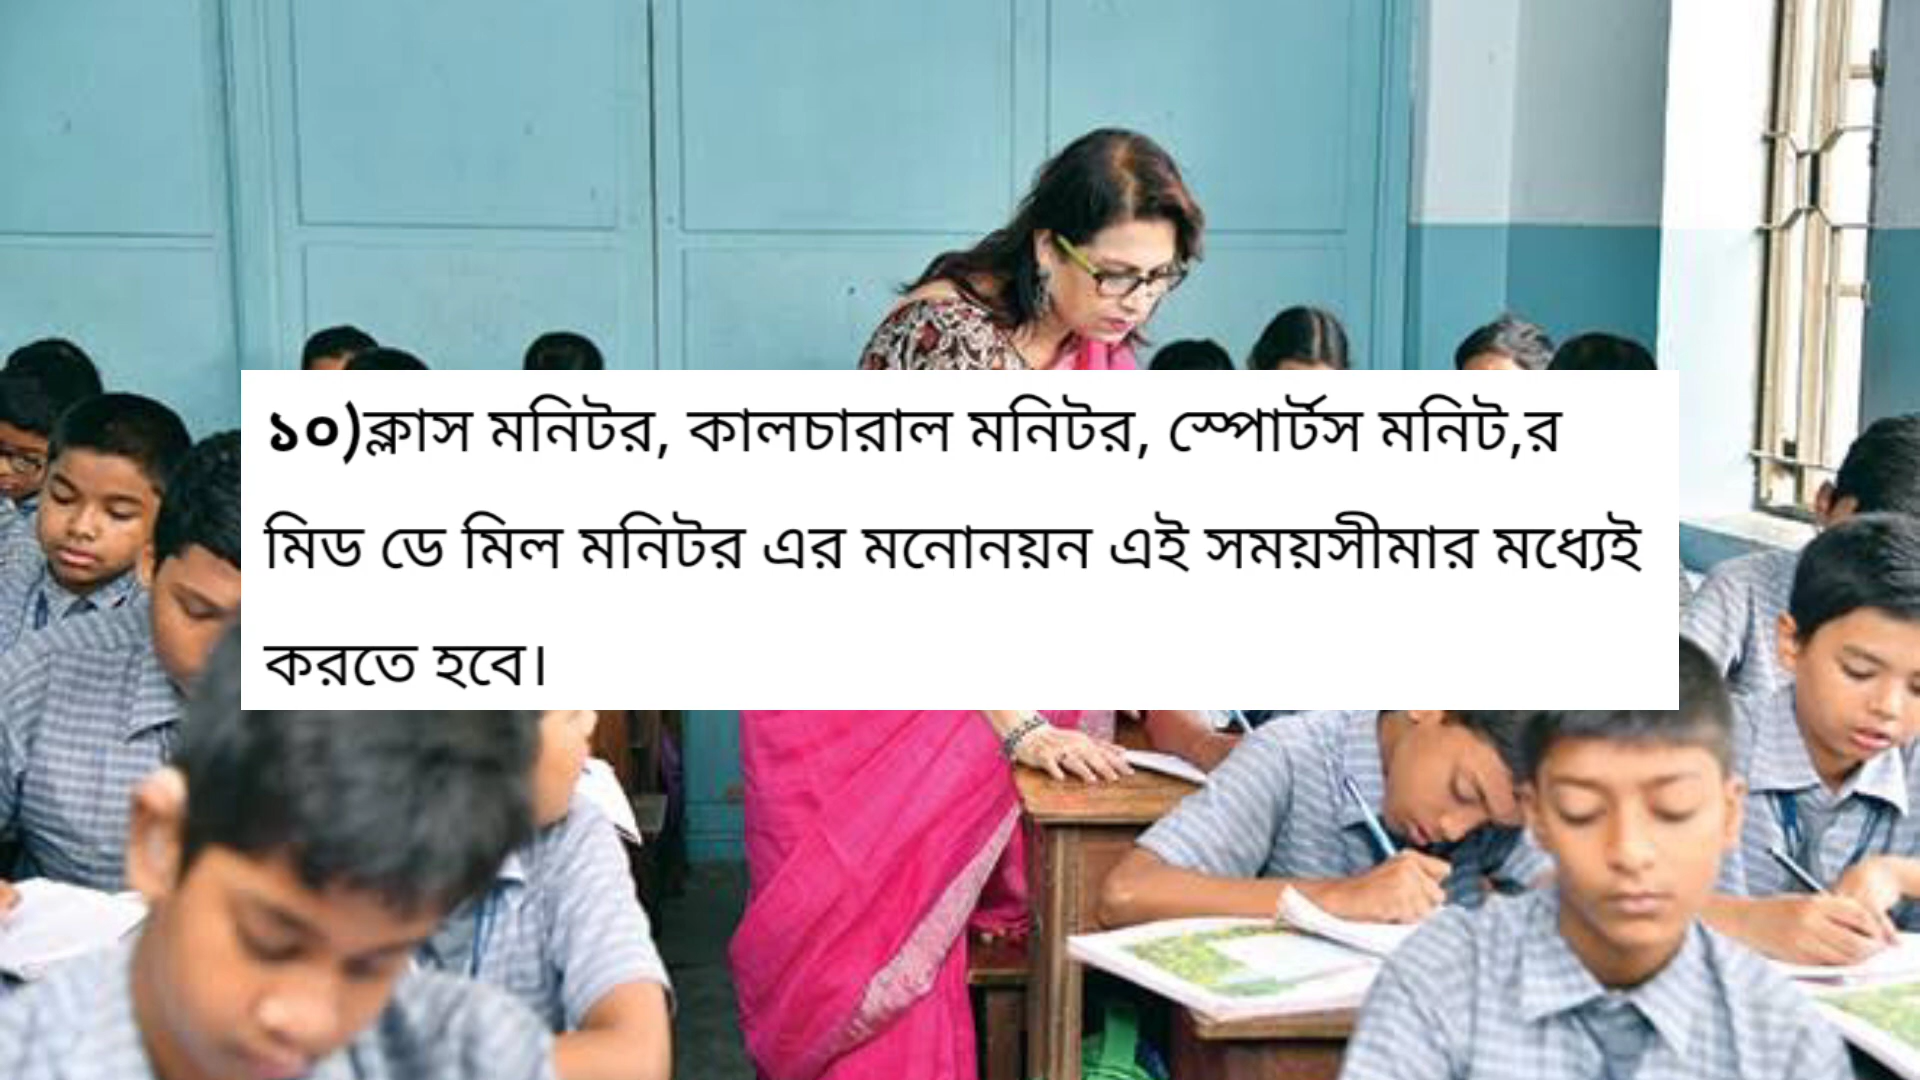 ১০)ক্লাস মনিটর, কালচারাল মনিটর, স্পোর্টস মনিট,র
মিড ডে মিল মনিটর এর মনোনয়ন এই সময়সীমার মধ্যেই
করতে হবে।